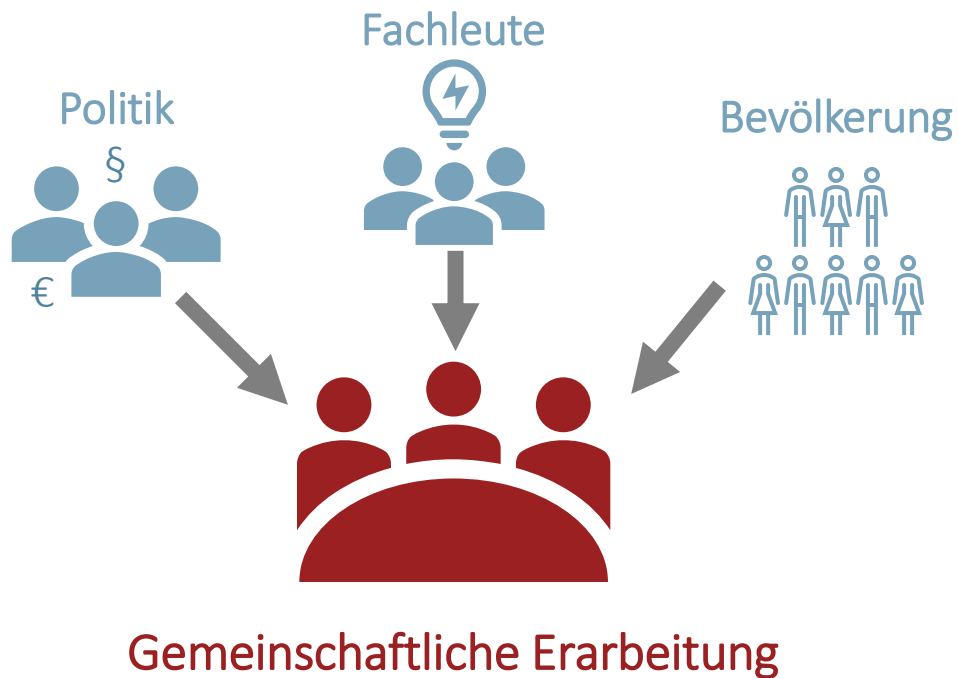 Fachleute
Politik
§
€
Bevölkerung
Gemeinschaftliche Erarbeitung